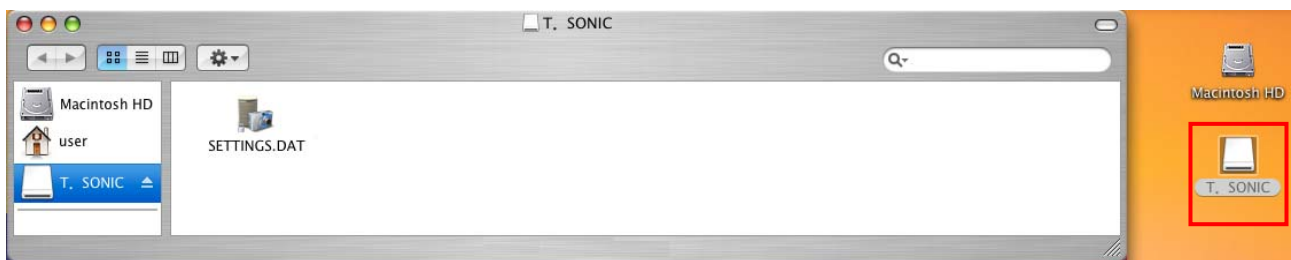 T. SONIC
Macintosh HD
user
T. SONIC
SETTINGS.DAT
Macintosh HD
T. SONIC